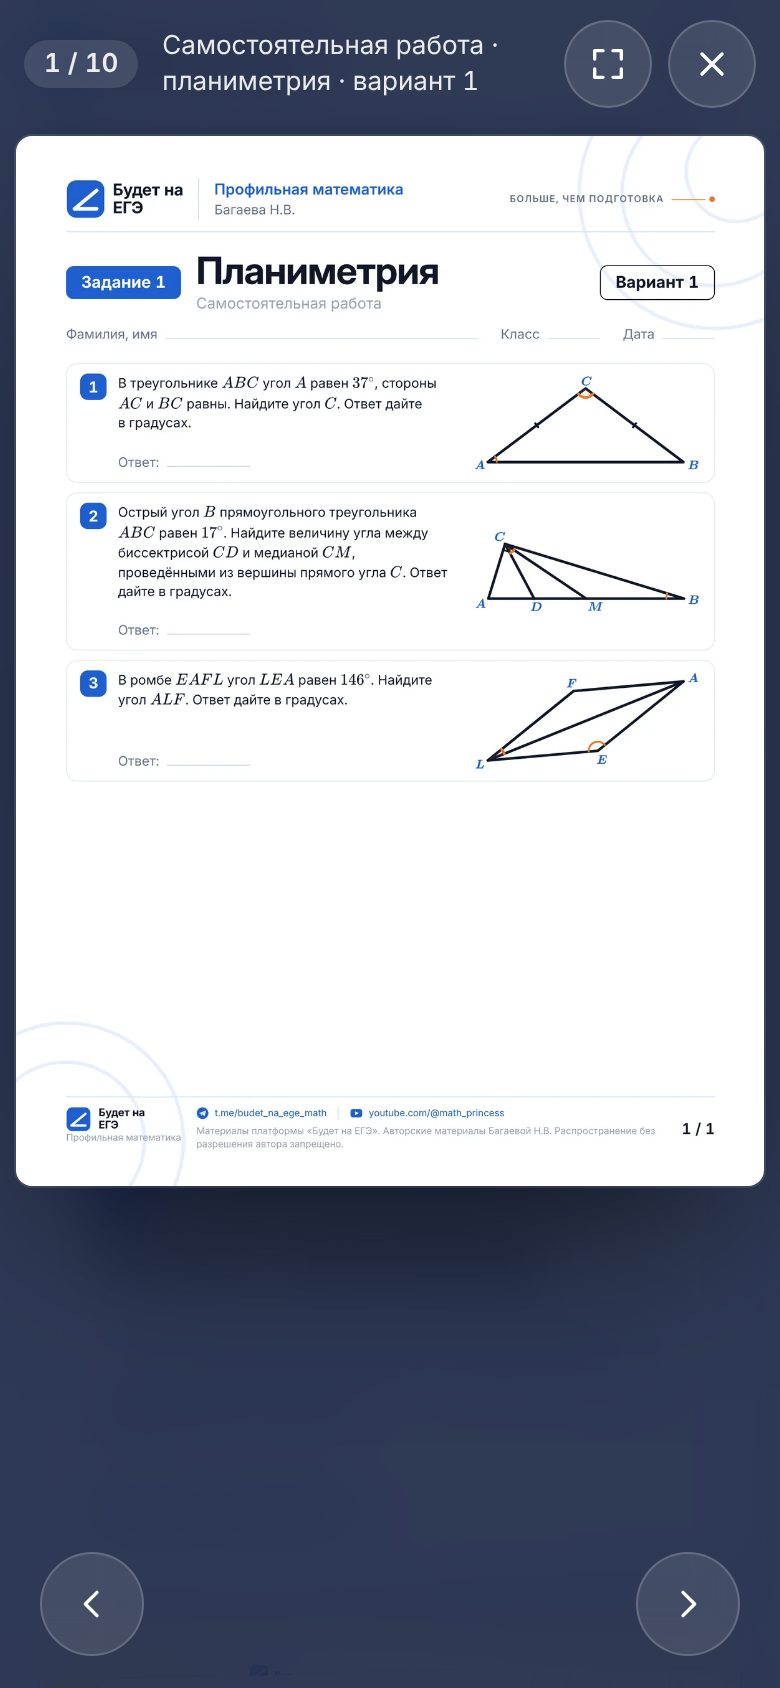 1 / 10
Самостоятельная работа ·
планиметрия · вариант 1
Будет на
ЕГЭ
Профильная математика
Багаева Н.В.
БОЛЬШЕ, ЧЕМ ПОДГОТОВКА
Задание 1
Планиметрия
Самостоятельная работа
Вариант 1
Фамилия, имя
Класс
Дата
1
В треугольнике ABC угол A равен 37°, стороны
AC и BC равны. Найдите угол C. Ответ дайте
в градусах.
Ответ:
C
A
B
2
Острый угол B прямоугольного треугольника
ABC равен 17°. Найдите величину угла между
биссектрисой CD и медианой CM,
проведёнными из вершины прямого угла C. Ответ
дайте в градусах.
Ответ:
C
A
D
M
B
3
В ромбе EAFL угол LEA равен 146°. Найдите
угол ALF. Ответ дайте в градусах.
Ответ:
F
A
L
E
Будет на
ЕГЭ
Профильная математика
t.me/budet_na_ege_math
youtube.com/@math_princess
Материалы платформы «Будет на ЕГЭ». Авторские материалы Багаевой Н.В. Распространение без
разрешения автора запрещено.
1 / 1